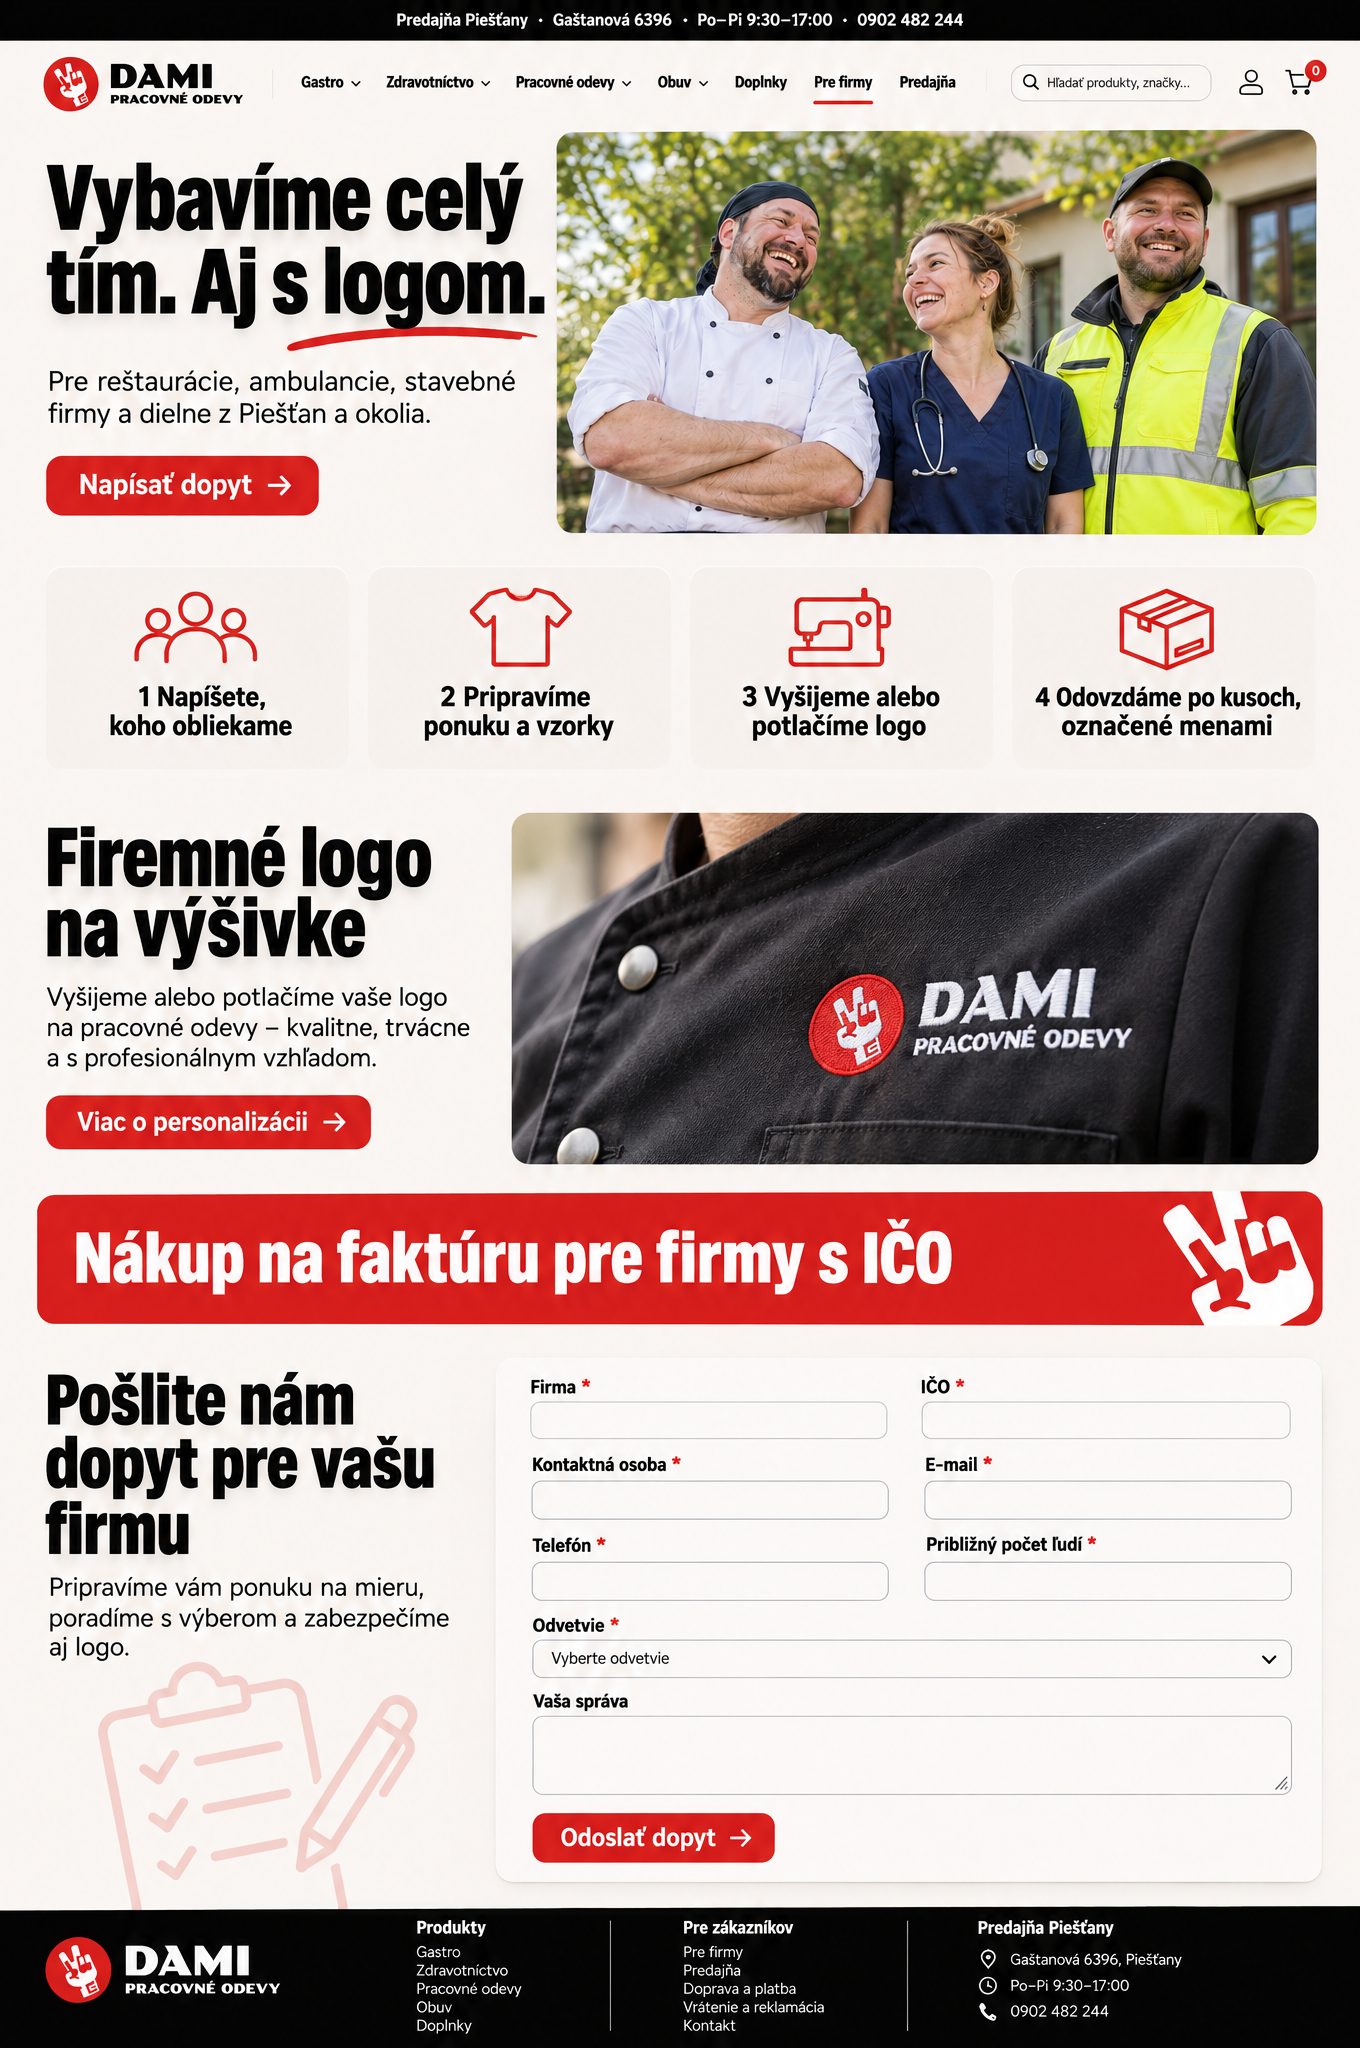 Predajňa Piešťany • Gaštanová 6396 • Po–Pi 9:30–17:00 • 0902 482 244
DAMI
PRACOVNÉ ODEVY
Gastro
Zdravotníctvo
Pracovné odevy
Obuv
Doplnky
Pre firmy
Predajňa
Hľadať produkty, značky...
0
Vybavíme celý
tím. Aj s logom.
Pre reštaurácie, ambulancie, stavebné
firmy a dielne z Piešťan a okolia.
Napísať dopyt →
1 Napíšete,
koho obliekame
2 Pripravíme
ponuku a vzorky
3 Vyšijeme alebo
potlačíme logo
4 Odovzdáme po kusoch,
označené menami
Firemné logo
na výšivke
Vyšijeme alebo potlačíme vaše logo
na pracovné odevy – kvalitne, trvácne
a s profesionálnym vzhľadom.
Viac o personalizácii →
DAMI
PRACOVNÉ ODEVY
Nákup na faktúru pre firmy s IČO
Pošlite nám
dopyt pre vašu
firmu
Pripravíme vám ponuku na mieru,
poradíme s výberom a zabezpečíme
aj logo.
Firma *
IČO *
Kontaktná osoba *
E-mail *
Telefón *
Približný počet ľudí *
Odvetvie *
Vyberte odvetvie
Vaša správa
Odoslať dopyt →
DAMI
PRACOVNÉ ODEVY
Produkty
Gastro
Zdravotníctvo
Pracovné odevy
Obuv
Doplnky
Pre zákazníkov
Pre firmy
Predajňa
Doprava a platba
Vrátenie a reklamácia
Kontakt
Predajňa Piešťany
Gaštanová 6396, Piešťany
Po–Pi 9:30–17:00
0902 482 244